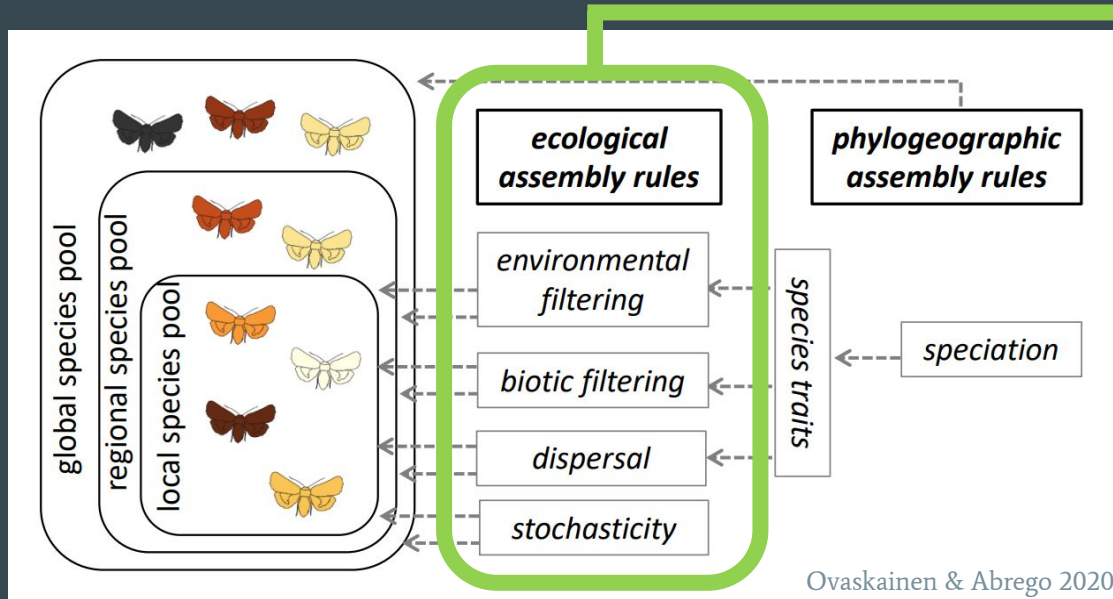 global species pool
regional species pool
local species pool
ecological
assembly rules
phylogeographic
assembly rules
environmental
filtering
biotic filtering
dispersal
stochasticity
species traits
speciation
Ovaskainen & Abrego 2020